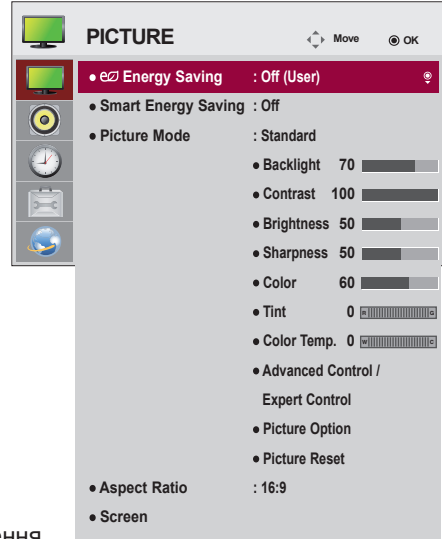 PICTURE Move OK
• Energy Saving : Off (User)
• Smart Energy Saving : Off
• Picture Mode : Standard
• Backlight 70
• Contrast 100
• Brightness 50
• Sharpness 50
• Color 60
• Tint 0 R G
• Color Temp. 0 W C
• Advanced Control /
Expert Control
• Picture Option
• Picture Reset
• Aspect Ratio : 16:9
• Screen
ення